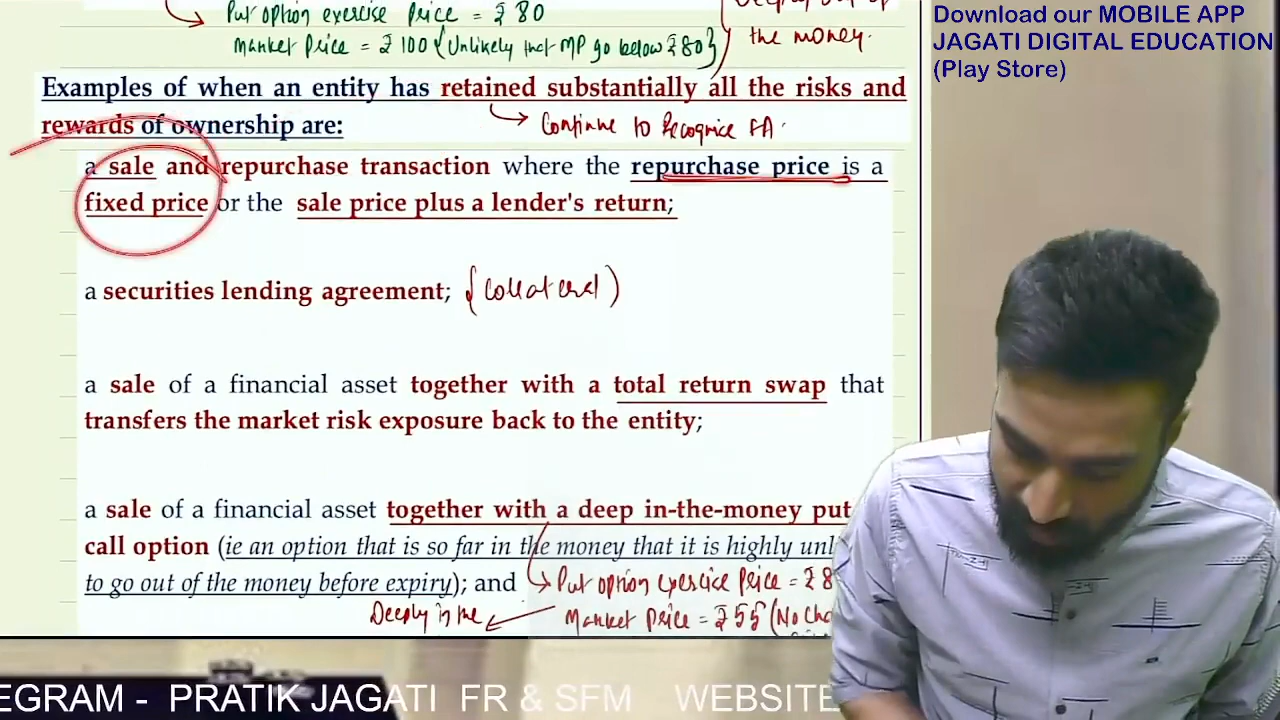 Put option exercise price = ₹ 80
Market Price = ₹ 100 {Unlikely that MP go below ₹80}
the money.
Examples of when an entity has retained substantially all the risks and
rewards of ownership are:
Continue to Recognise FA.
a sale and repurchase transaction where the repurchase price is a
fixed price or the sale price plus a lender's return;
a securities lending agreement; {Collateral)
a sale of a financial asset together with a total return swap that
transfers the market risk exposure back to the entity;
a sale of a financial asset together with a deep in-the-money put
call option (ie an option that is so far in the money that it is highly
to go out of the money before expiry); and
Put option exercise price = ₹ 8
Deeply in the
Market Price = ₹ 55 (No
Download our MOBILE APP
JAGATI DIGITAL EDUCATION
(Play Store)
EGRAM - PRATIK JAGATI FR & SFM WEBSITE